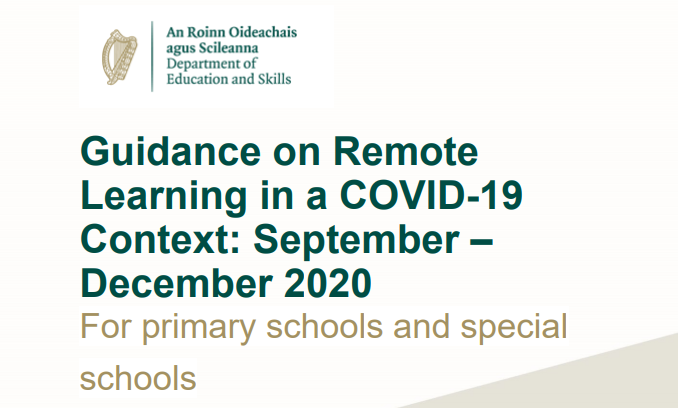 An Roinn Oideachais
agus Scileanna
Department of
Education and Skills
Guidance on Remote
Learning in a COVID-19
Context: September –
December 2020
For primary schools and special
schools